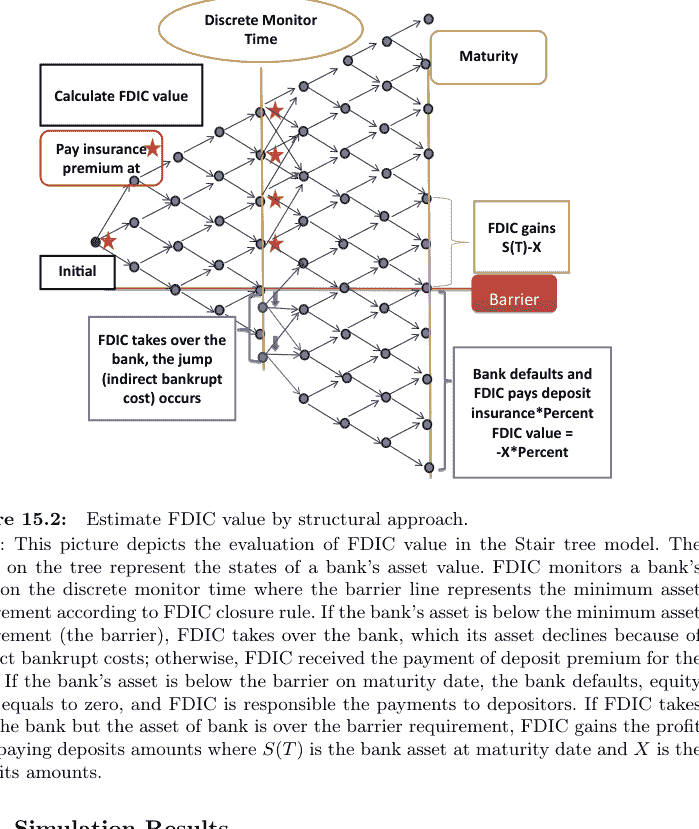 Discrete Monitor
Time
Maturity
Calculate FDIC value
Pay insurance
premium at
FDIC gains
S(T)-X
Initial
Barrier
FDIC takes over the
bank, the jump
(indirect bankrupt
cost) occurs
Bank defaults and
FDIC pays deposit
insurance*Percent
FDIC value =
-X*Percent
re 15.2: Estimate FDIC value by structural approach.
: This picture depicts the evaluation of FDIC value in the Stair tree model. The
on the tree represent the states of a bank's asset value. FDIC monitors a bank's
on the discrete monitor time where the barrier line represents the minimum asset
rement according to FDIC closure rule. If the bank's asset is below the minimum asset
rement (the barrier), FDIC takes over the bank, which its asset declines because of
ct bankrupt costs; otherwise, FDIC received the payment of deposit premium for the
If the bank's asset is below the barrier on maturity date, the bank defaults, equity
equals to zero, and FDIC is responsible the payments to depositors. If FDIC takes
the bank but the asset of bank is over the barrier requirement, FDIC gains the profit
paying deposits amounts where S(T) is the bank asset at maturity date and X is the
its amounts.
Simulation Results